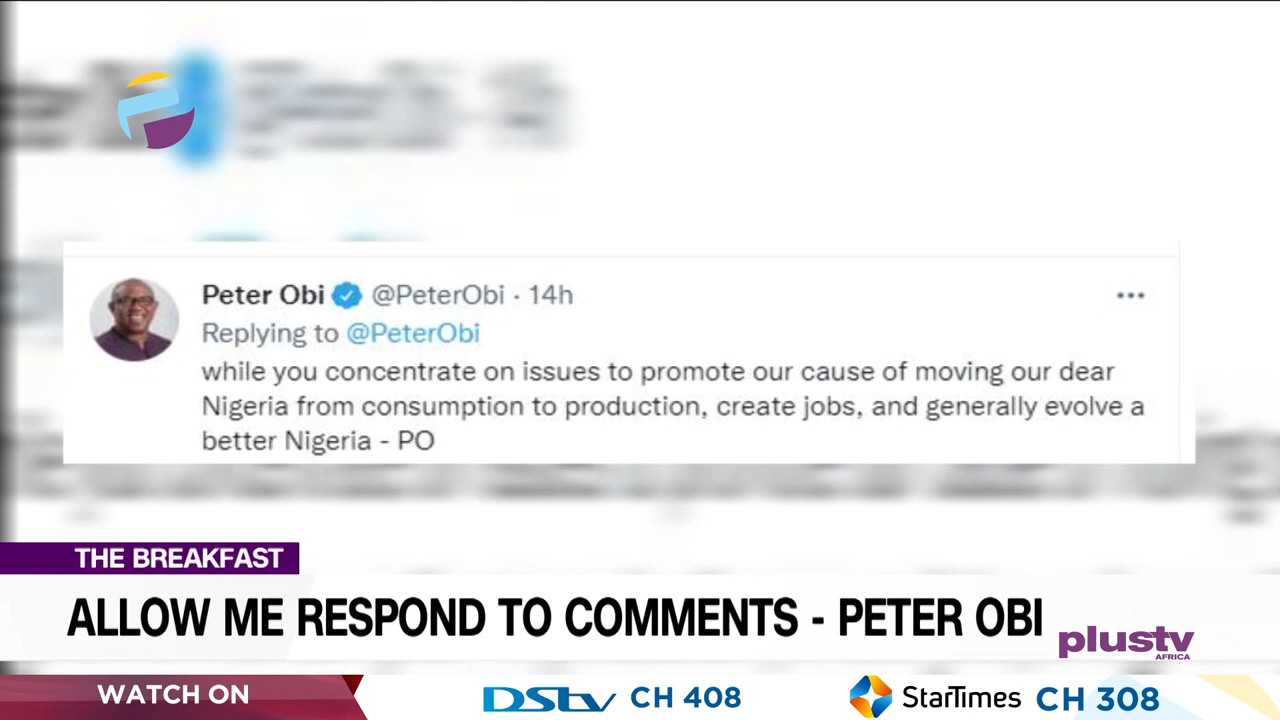 Peter Obi @PeterObi · 14h
Replying to @PeterObi
while you concentrate on issues to promote our cause of moving our dear
Nigeria from consumption to production, create jobs, and generally evolve a
better Nigeria - PO
THE BREAKFAST
ALLOW ME RESPOND TO COMMENTS - PETER OBI
plustv
AFRICA
WATCH ON
DStv CH 408
StarTimes CH 308